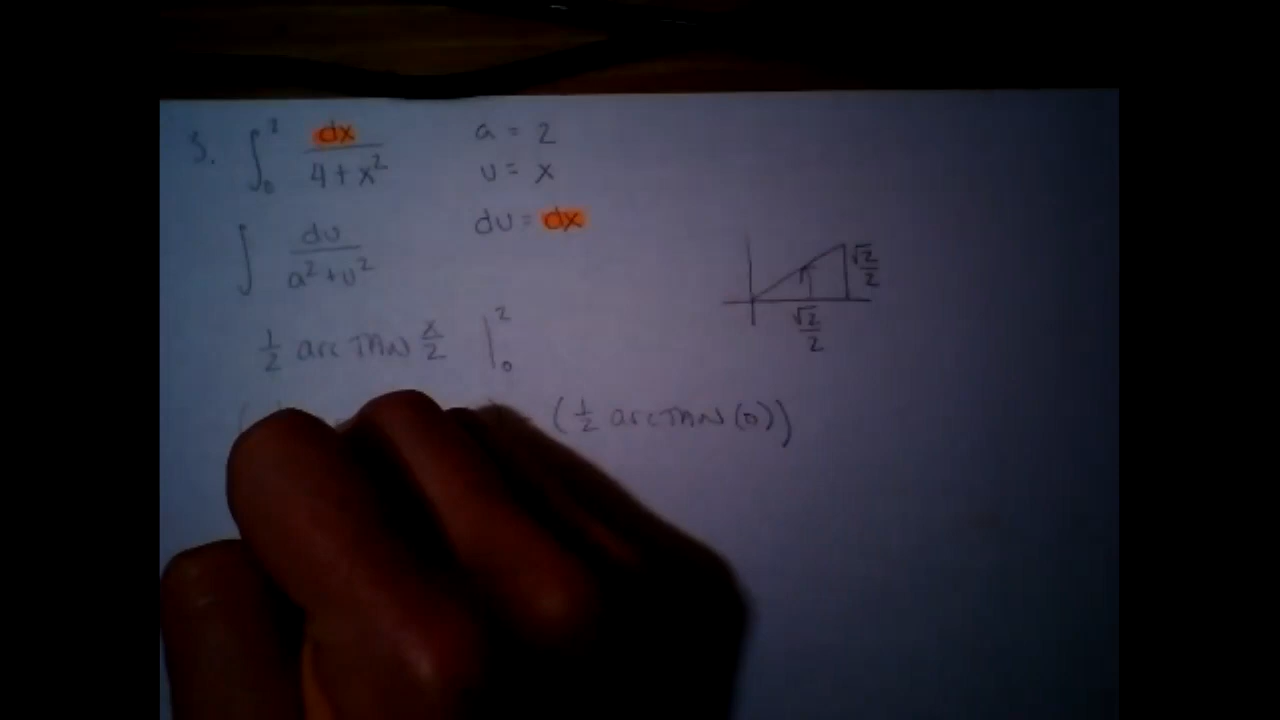 3. ∫₀² dx / (4 + x²)
a = 2
u = x
du = dx
∫ du / (a² + u²)
√2/2
√2/2
1/2 arcTAN x/2 |₀²
(1/2 arcTAN(0))